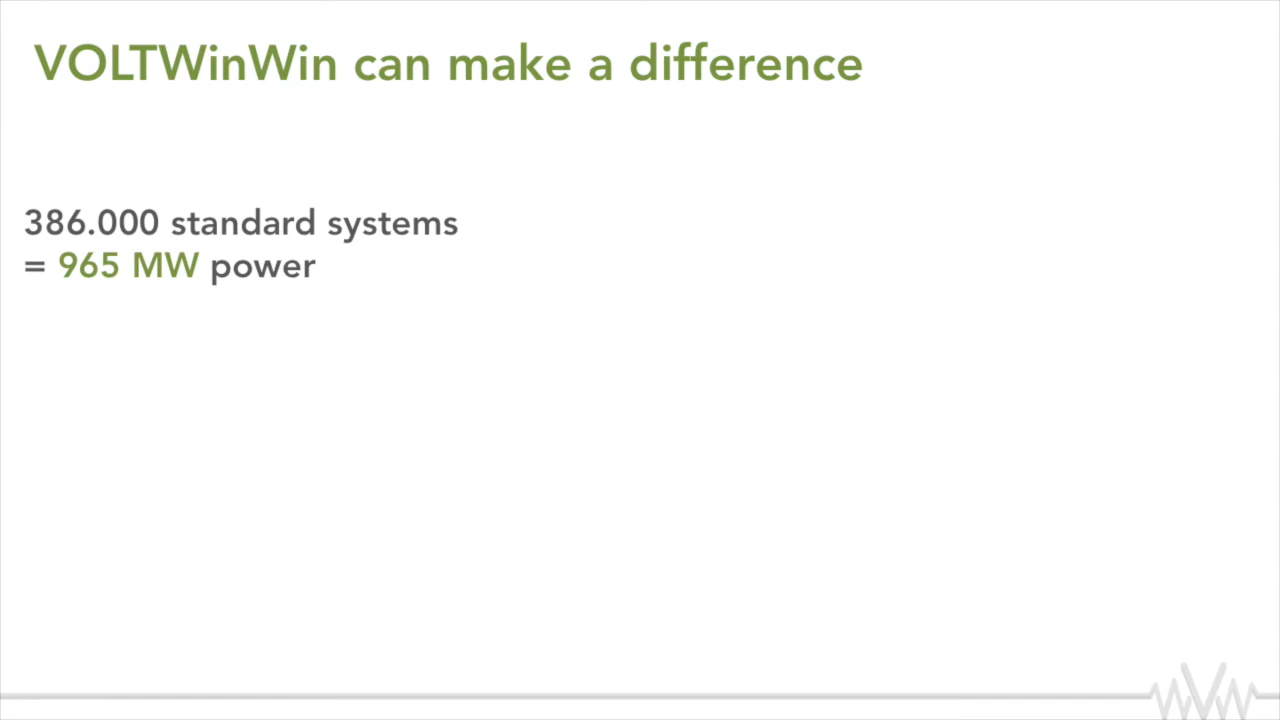 VOLTWinWin can make a difference
386.000 standard systems
= 965 MW power